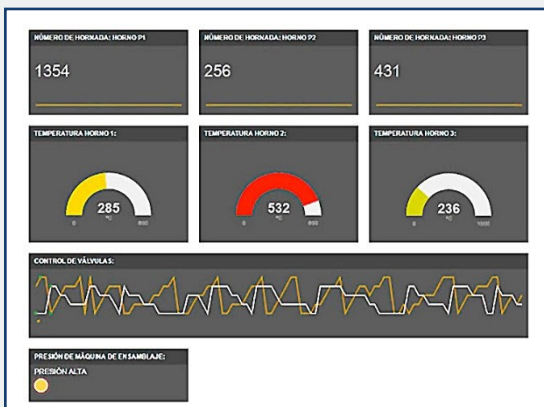 NÚMERO DE HORNADA: HORNO P1
NÚMERO DE HORNADA: HORNO P2
NÚMERO DE HORNADA: HORNO P3
1354
256
431
TEMPERATURA HORNO 1:
TEMPERATURA HORNO 2:
TEMPERATURA HORNO 3:
285
ºC
0
532
ºC
0
236
ºC
0
1000
CONTROL DE VÁLVULAS:
PRESIÓN DE MÁQUINA DE ENSAMBLAJE:
PRESIÓN ALTA